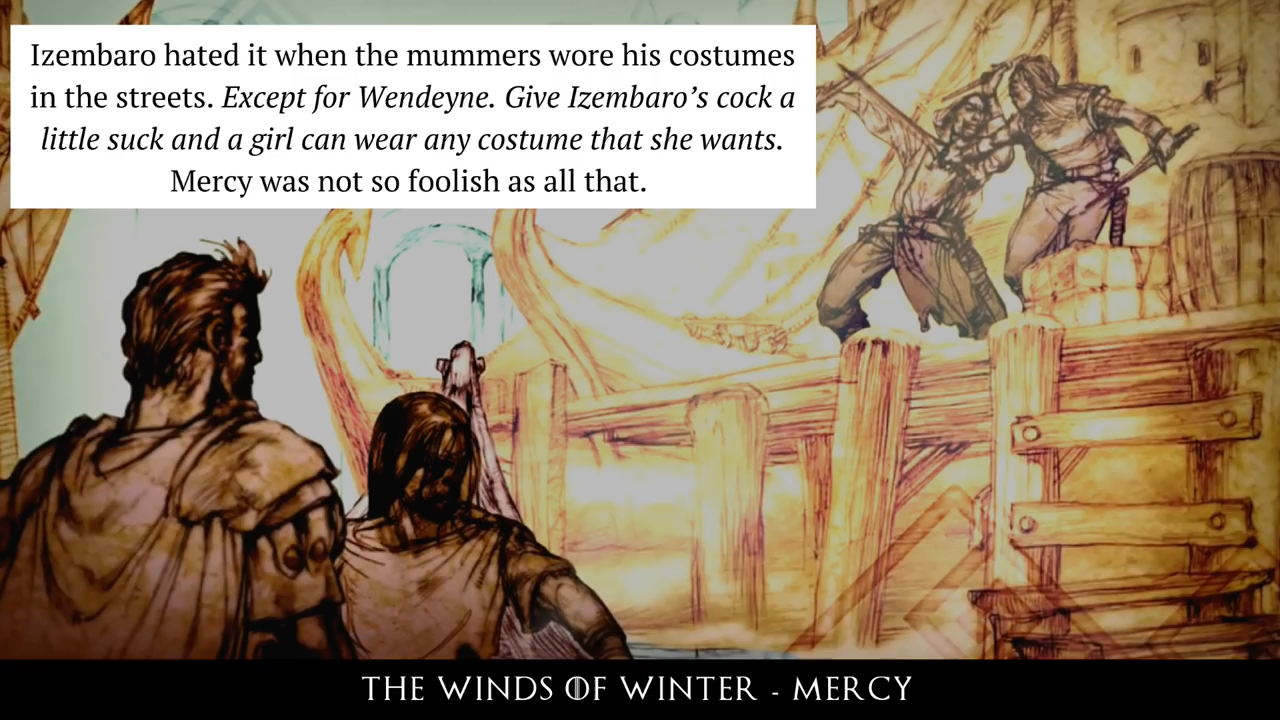 Izembaro hated it when the mummers wore his costumes
in the streets. Except for Wendeyne. Give Izembaro’s cock a
little suck and a girl can wear any costume that she wants.
Mercy was not so foolish as all that.
THE WINDS OF WINTER - MERCY